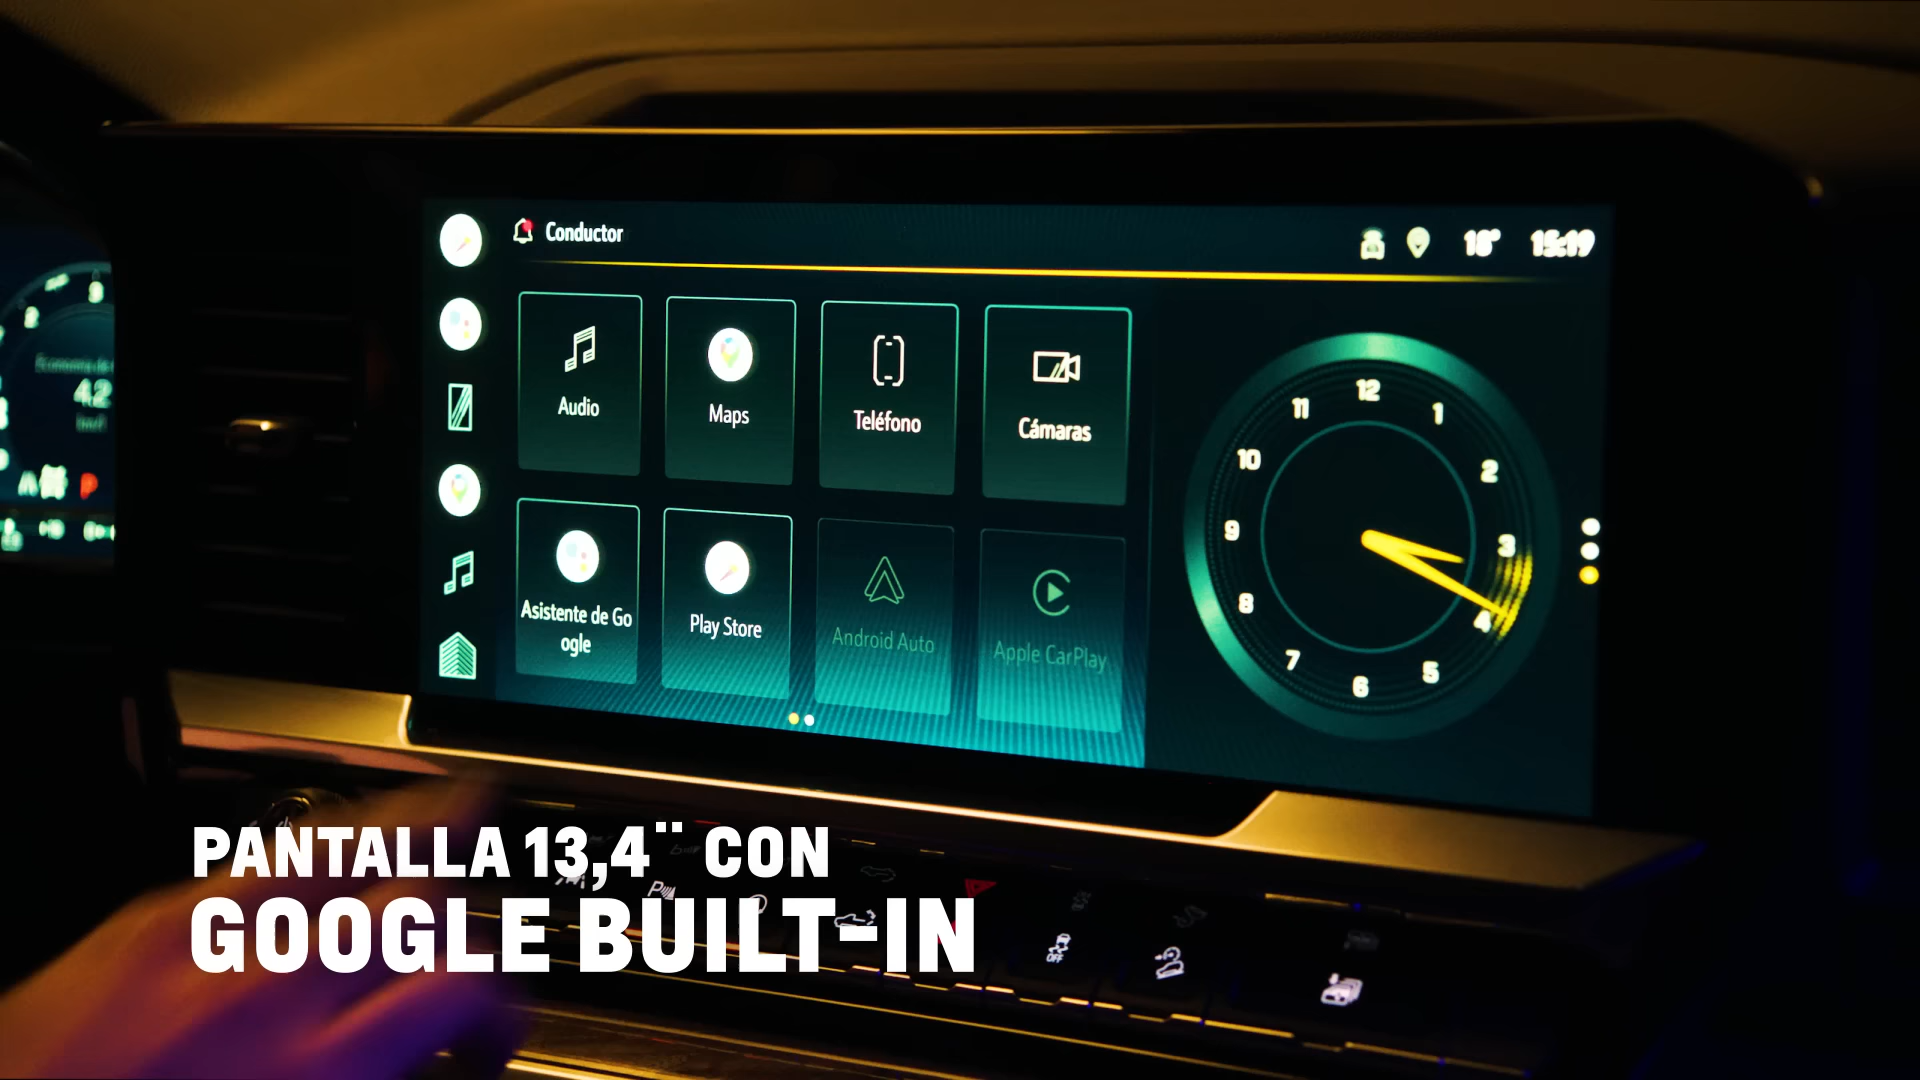 Conductor
18° 15:19
Audio
Maps
Teléfono
Cámaras
Asistente de Go
ogle
Play Store
Android Auto
Apple CarPlay
12
1
2
3
4
5
6
7
8
9
10
11
P
PANTALLA 13,4¨ CON
GOOGLE BUILT-IN
P
OFF